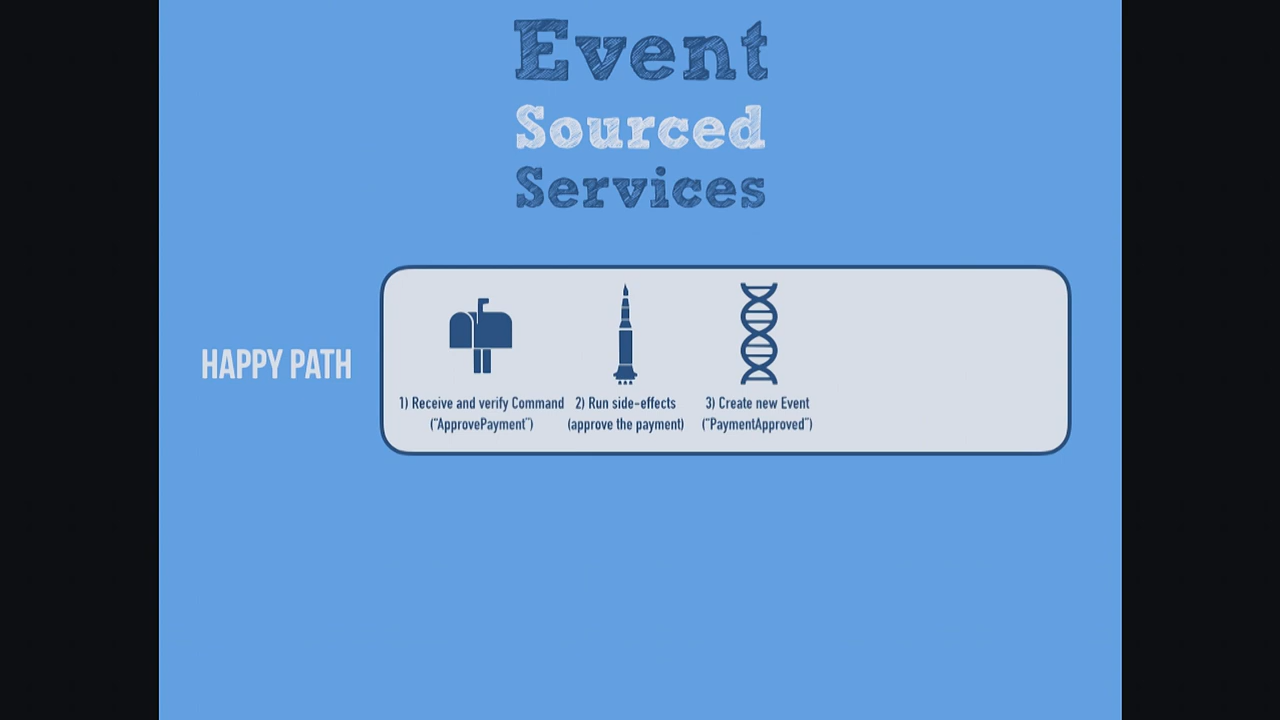 Event
Sourced
Services
HAPPY PATH
1) Receive and verify Command
("ApprovePayment")
2) Run side-effects
(approve the payment)
3) Create new Event
("PaymentApproved")